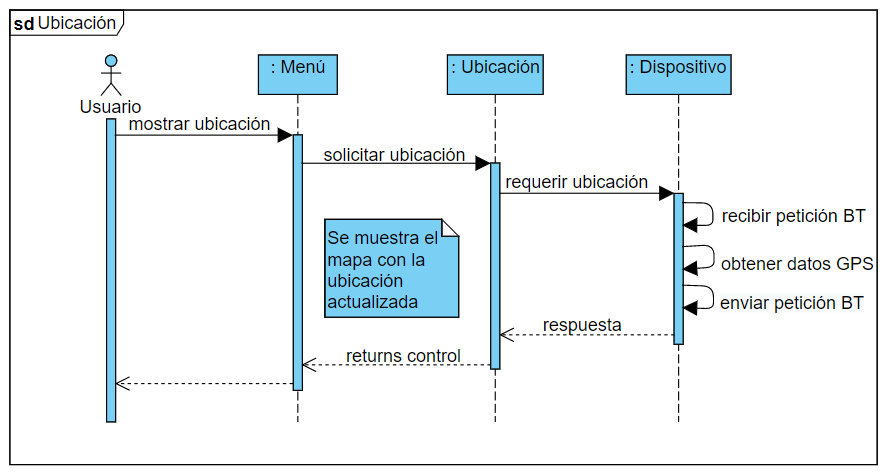 sd Ubicación
: Menú
: Ubicación
: Dispositivo
Usuario
mostrar ubicación
solicitar ubicación
requerir ubicación
recibir petición BT
Se muestra el
mapa con la
ubicación
actualizada
obtener datos GPS
enviar petición BT
respuesta
returns control